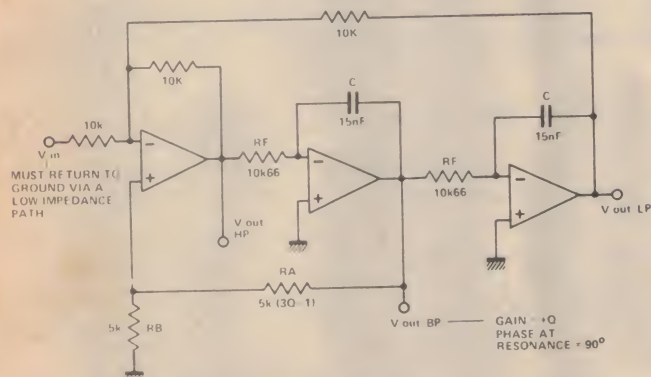 10K
10K
C
15nF
C
15nF
10k
V in
MUST RETURN TO
GROUND VIA A
LOW IMPEDANCE
PATH
RF
10k66
RF
10k66
V out
HP
V out LP
RA
5k (3Q-1)
5k RB
V out BP
GAIN = +Q
PHASE AT
RESONANCE = 90°